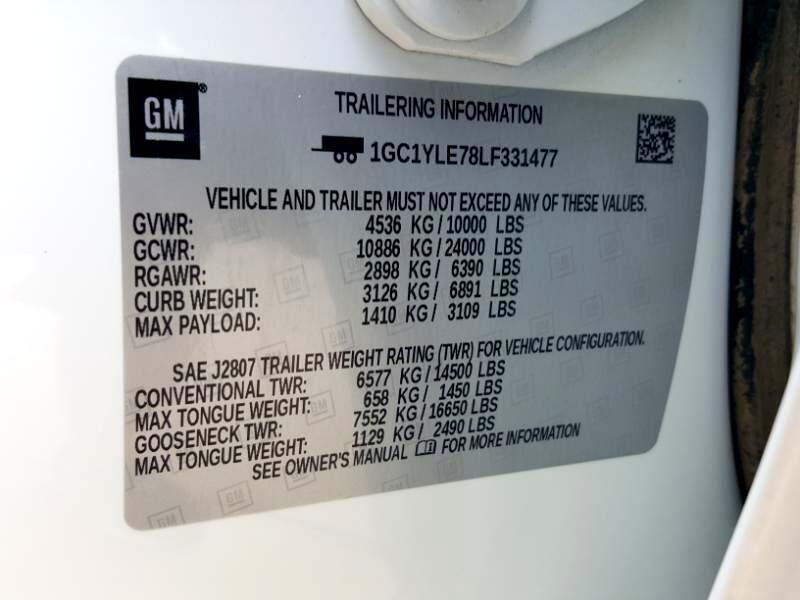 GM®
TRAILERING INFORMATION
1GC1YLE78LF331477
VEHICLE AND TRAILER MUST NOT EXCEED ANY OF THESE VALUES.
GVWR: 4536 KG/10000 LBS
GCWR: 10886 KG/24000 LBS
RGAWR: 2898 KG/ 6390 LBS
CURB WEIGHT: 3126 KG/ 6891 LBS
MAX PAYLOAD: 1410 KG/ 3109 LBS
SAE J2807 TRAILER WEIGHT RATING (TWR) FOR VEHICLE CONFIGURATION.
CONVENTIONAL TWR: 6577 KG/14500 LBS
MAX TONGUE WEIGHT: 658 KG/ 1450 LBS
GOOSENECK TWR: 7552 KG/16650 LBS
MAX TONGUE WEIGHT: 1129 KG/ 2490 LBS
SEE OWNER'S MANUAL FOR MORE INFORMATION